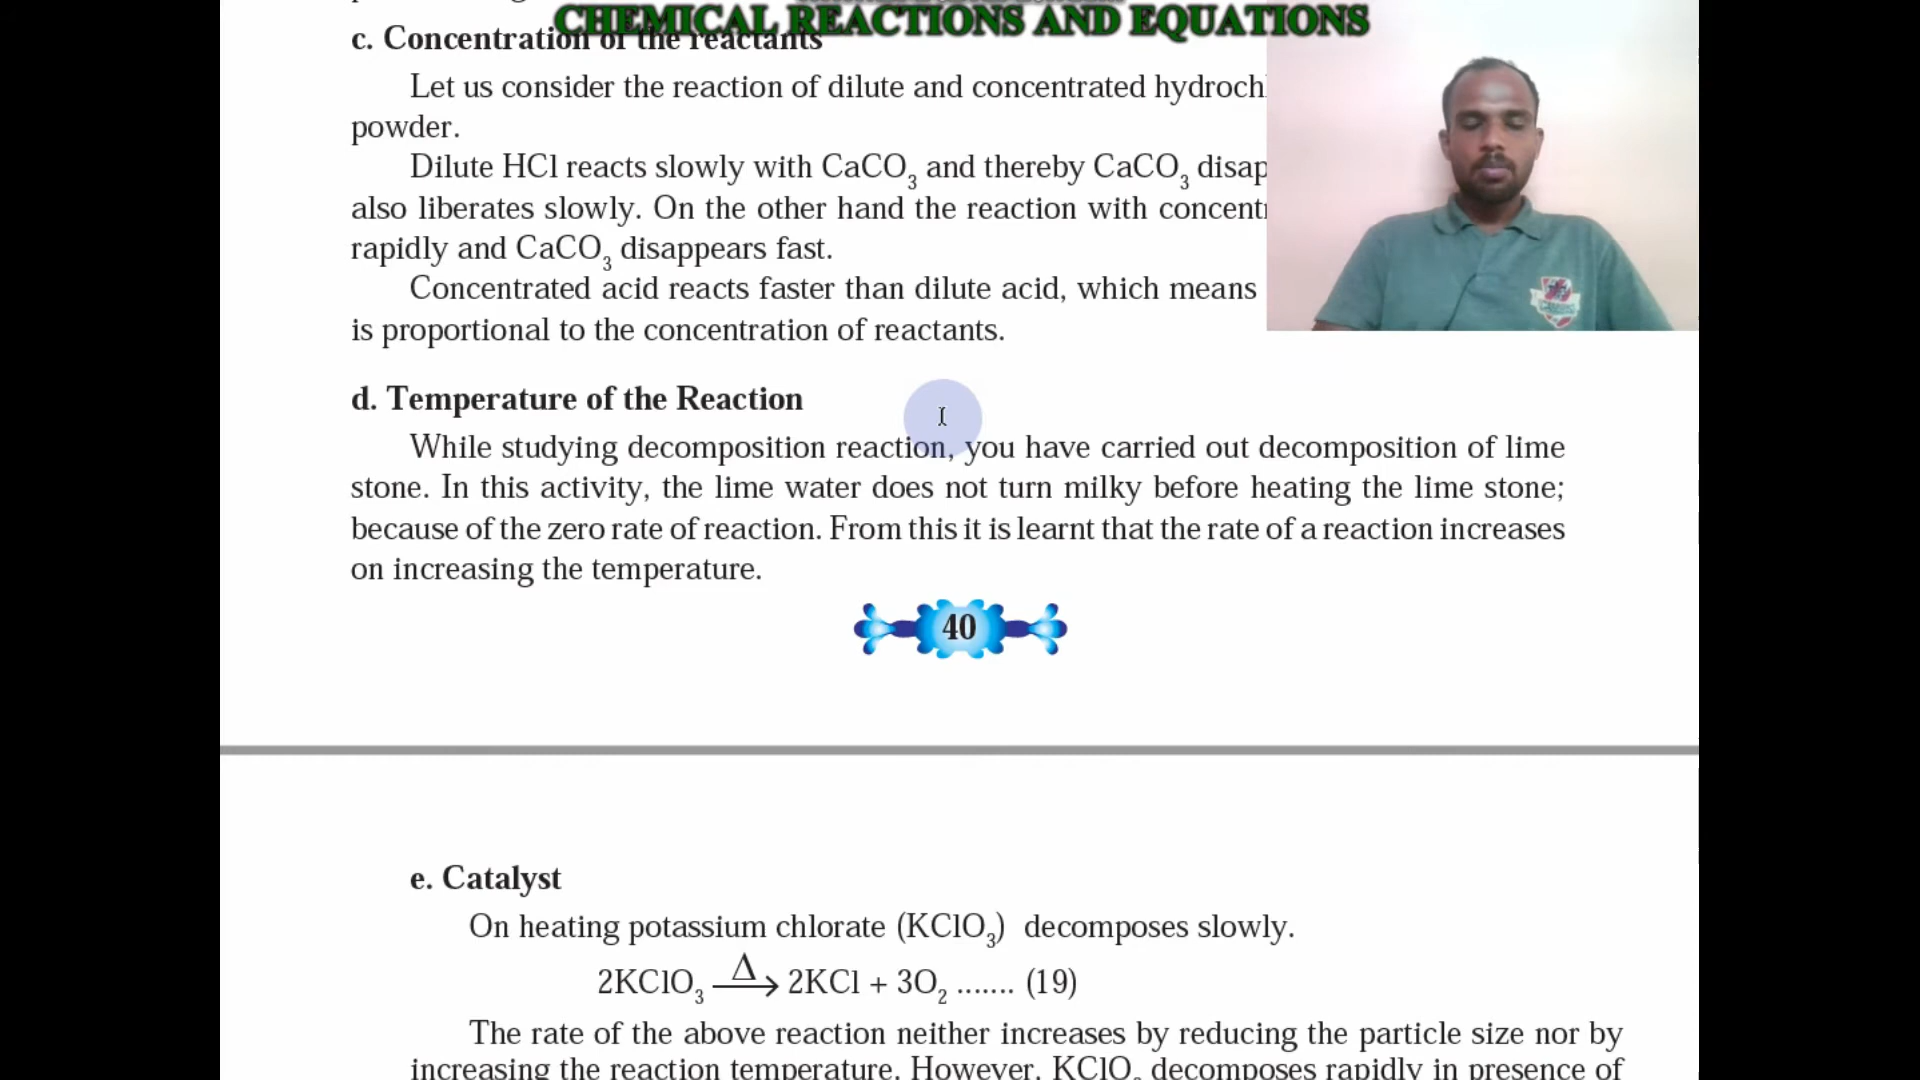 CHEMICAL REACTIONS AND EQUATIONS
c. Concentration of the reactants
Let us consider the reaction of dilute and concentrated hydrochl
powder.
Dilute HCl reacts slowly with CaCO₃ and thereby CaCO₃ disap
also liberates slowly. On the other hand the reaction with concentr
rapidly and CaCO₃ disappears fast.
Concentrated acid reacts faster than dilute acid, which means
is proportional to the concentration of reactants.
d. Temperature of the Reaction
While studying decomposition reaction, you have carried out decomposition of lime
stone. In this activity, the lime water does not turn milky before heating the lime stone;
because of the zero rate of reaction. From this it is learnt that the rate of a reaction increases
on increasing the temperature.
40
e. Catalyst
On heating potassium chlorate (KClO₃) decomposes slowly.
2KClO₃ —Δ→ 2KCl + 3O₂ ....... (19)
The rate of the above reaction neither increases by reducing the particle size nor by
increasing the reaction temperature. However, KClO₃ decomposes rapidly in presence of